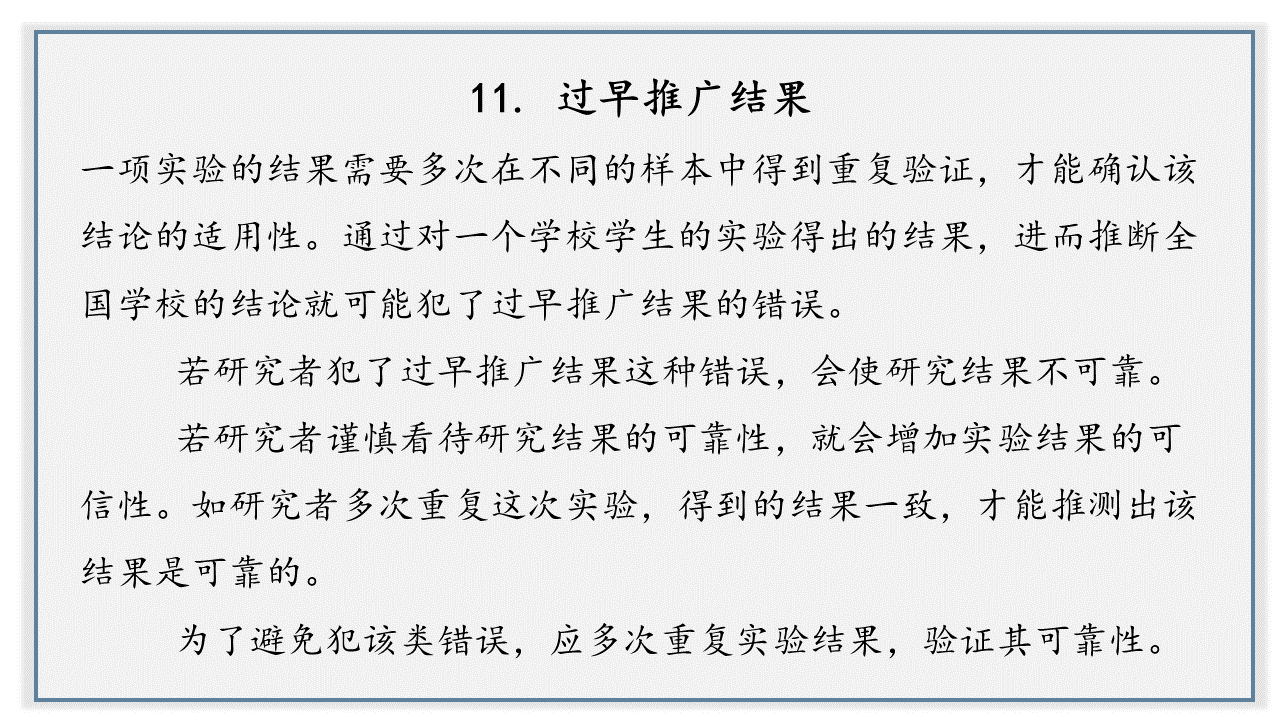 11. 过早推广结果
一项实验的结果需要多次在不同的样本中得到重复验证，才能确认该
结论的适用性。通过对一个学校学生的实验得出的结果，进而推断全
国学校的结论就可能犯了过早推广结果的错误。
若研究者犯了过早推广结果这种错误，会使研究结果不可靠。
若研究者谨慎看待研究结果的可靠性，就会增加实验结果的可
信性。如研究者多次重复这次实验，得到的结果一致，才能推测出该
结果是可靠的。
为了避免犯该类错误，应多次重复实验结果，验证其可靠性。